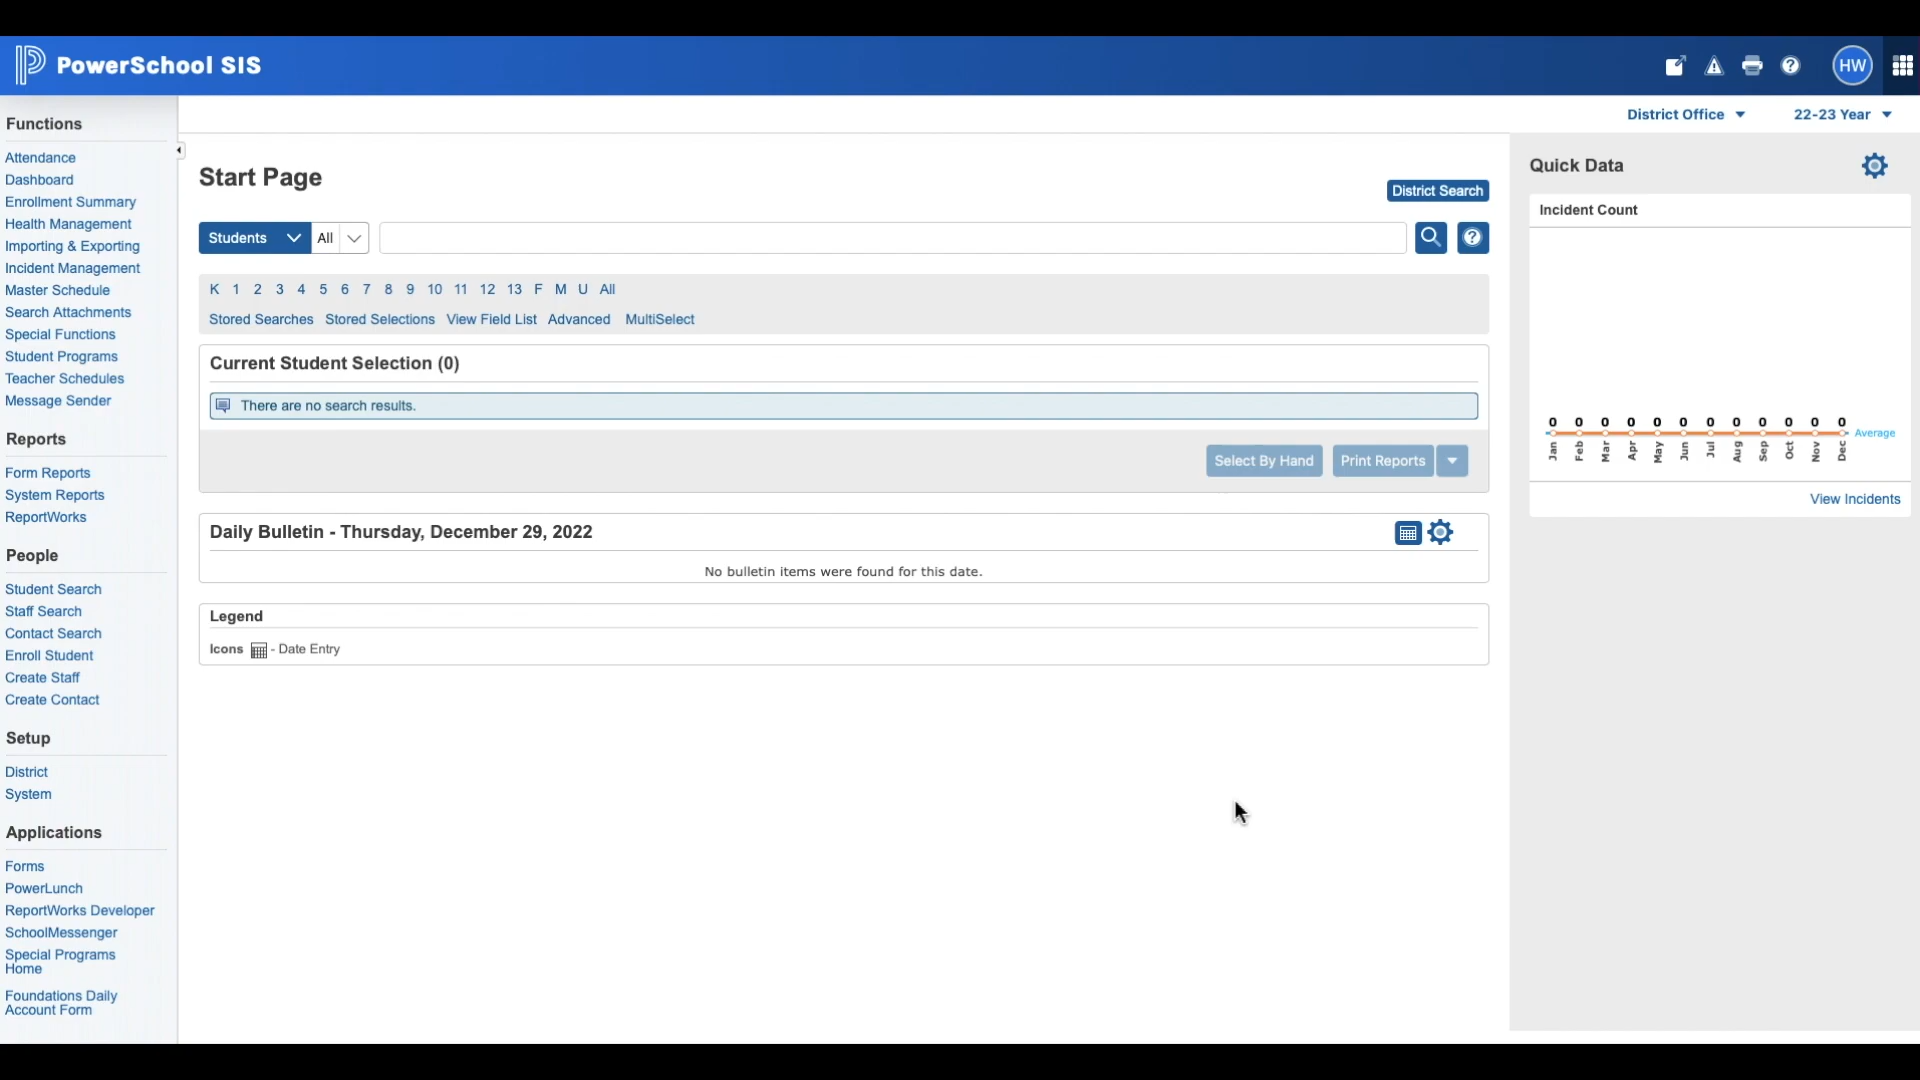 PowerSchool SIS
HW
District Office
22-23 Year
Functions
Attendance
Dashboard
Enrollment Summary
Health Management
Importing & Exporting
Incident Management
Master Schedule
Search Attachments
Special Functions
Student Programs
Teacher Schedules
Message Sender
Reports
Form Reports
System Reports
ReportWorks
People
Student Search
Staff Search
Contact Search
Enroll Student
Create Staff
Create Contact
Setup
District
System
Applications
Forms
PowerLunch
ReportWorks Developer
SchoolMessenger
Special Programs
Home
Foundations Daily
Account Form
Start Page
District Search
Students All
K 1 2 3 4 5 6 7 8 9 10 11 12 13 F M U All
Stored Searches Stored Selections View Field List Advanced MultiSelect
Current Student Selection (0)
There are no search results.
Select By Hand Print Reports
Daily Bulletin - Thursday, December 29, 2022
No bulletin items were found for this date.
Legend
Icons - Date Entry
Quick Data
Incident Count
0 0 0 0 0 0 0 0 0 0 0 0
Average
Jan Feb Mar Apr May Jun Jul Aug Sep Oct Nov Dec
View Incidents